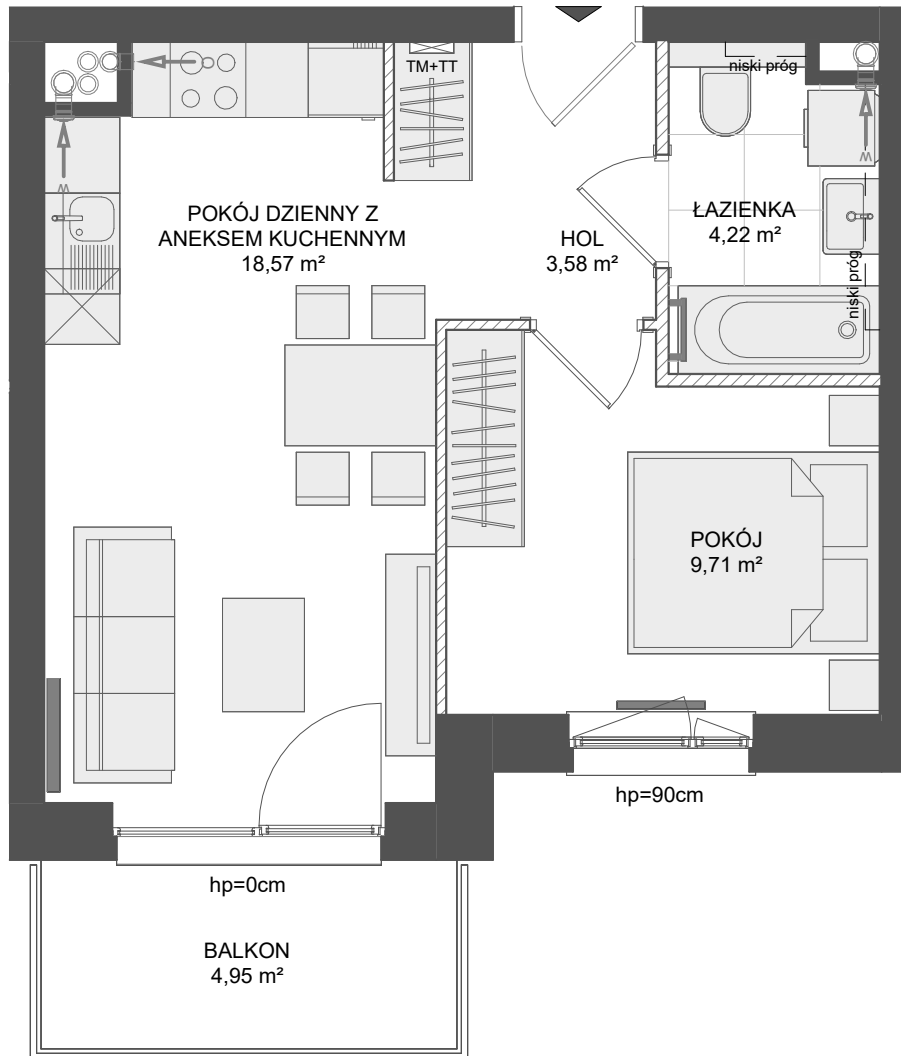 TM+TT
niski próg
POKÓJ DZIENNY Z
ANEKSEM KUCHENNYM
18,57 m²
HOL
3,58 m²
ŁAZIENKA
4,22 m²
niski próg
POKÓJ
9,71 m²
hp=90cm
hp=0cm
BALKON
4,95 m²